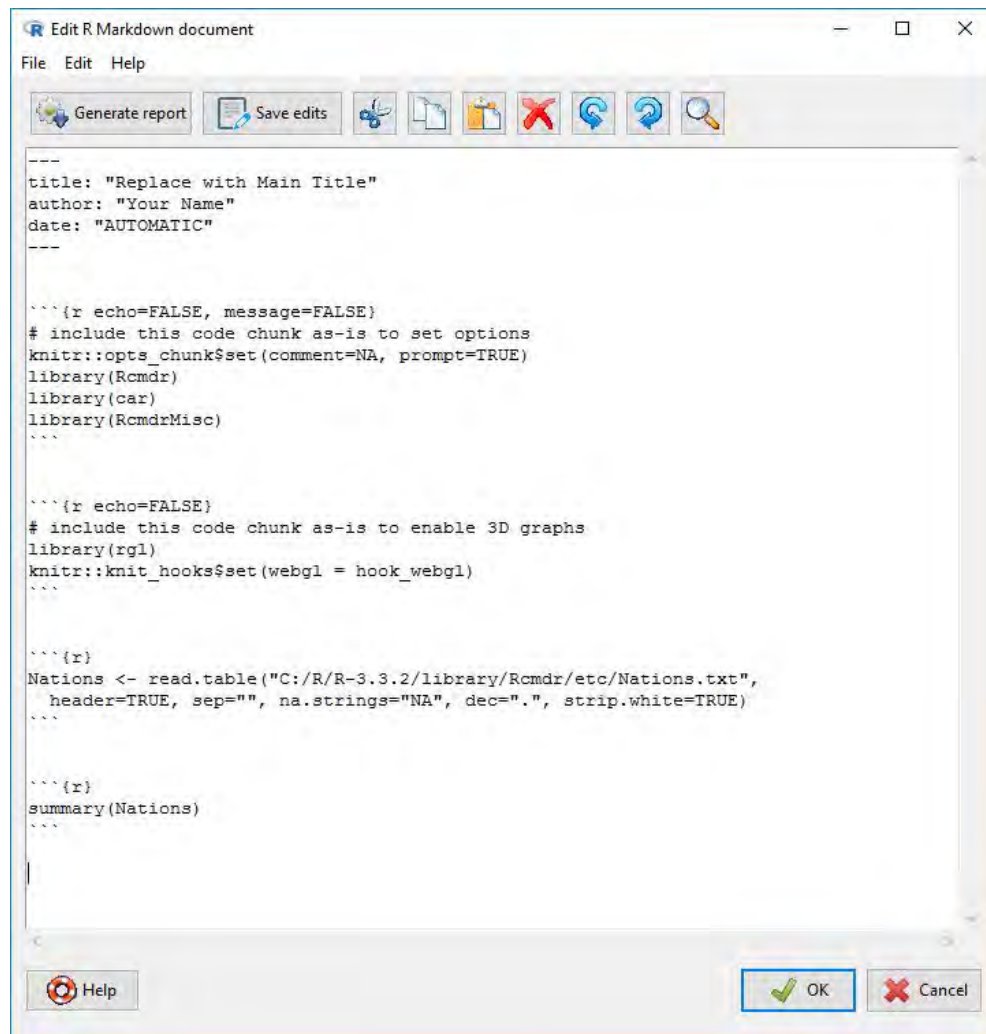 Edit R Markdown document
File Edit Help
Generate report Save edits
---
title: "Replace with Main Title"
author: "Your Name"
date: "AUTOMATIC"
---
```{r echo=FALSE, message=FALSE}
# include this code chunk as-is to set options
knitr::opts_chunk$set(comment=NA, prompt=TRUE)
library(Rcmdr)
library(car)
library(RcmdrMisc)
```
```{r echo=FALSE}
# include this code chunk as-is to enable 3D graphs
library(rgl)
knitr::knit_hooks$set(webgl = hook_webgl)
```
```{r}
Nations <- read.table("C:/R/R-3.3.2/library/Rcmdr/etc/Nations.txt",
  header=TRUE, sep="", na.strings="NA", dec=".", strip.white=TRUE)
```
```{r}
summary(Nations)
```
Help OK Cancel